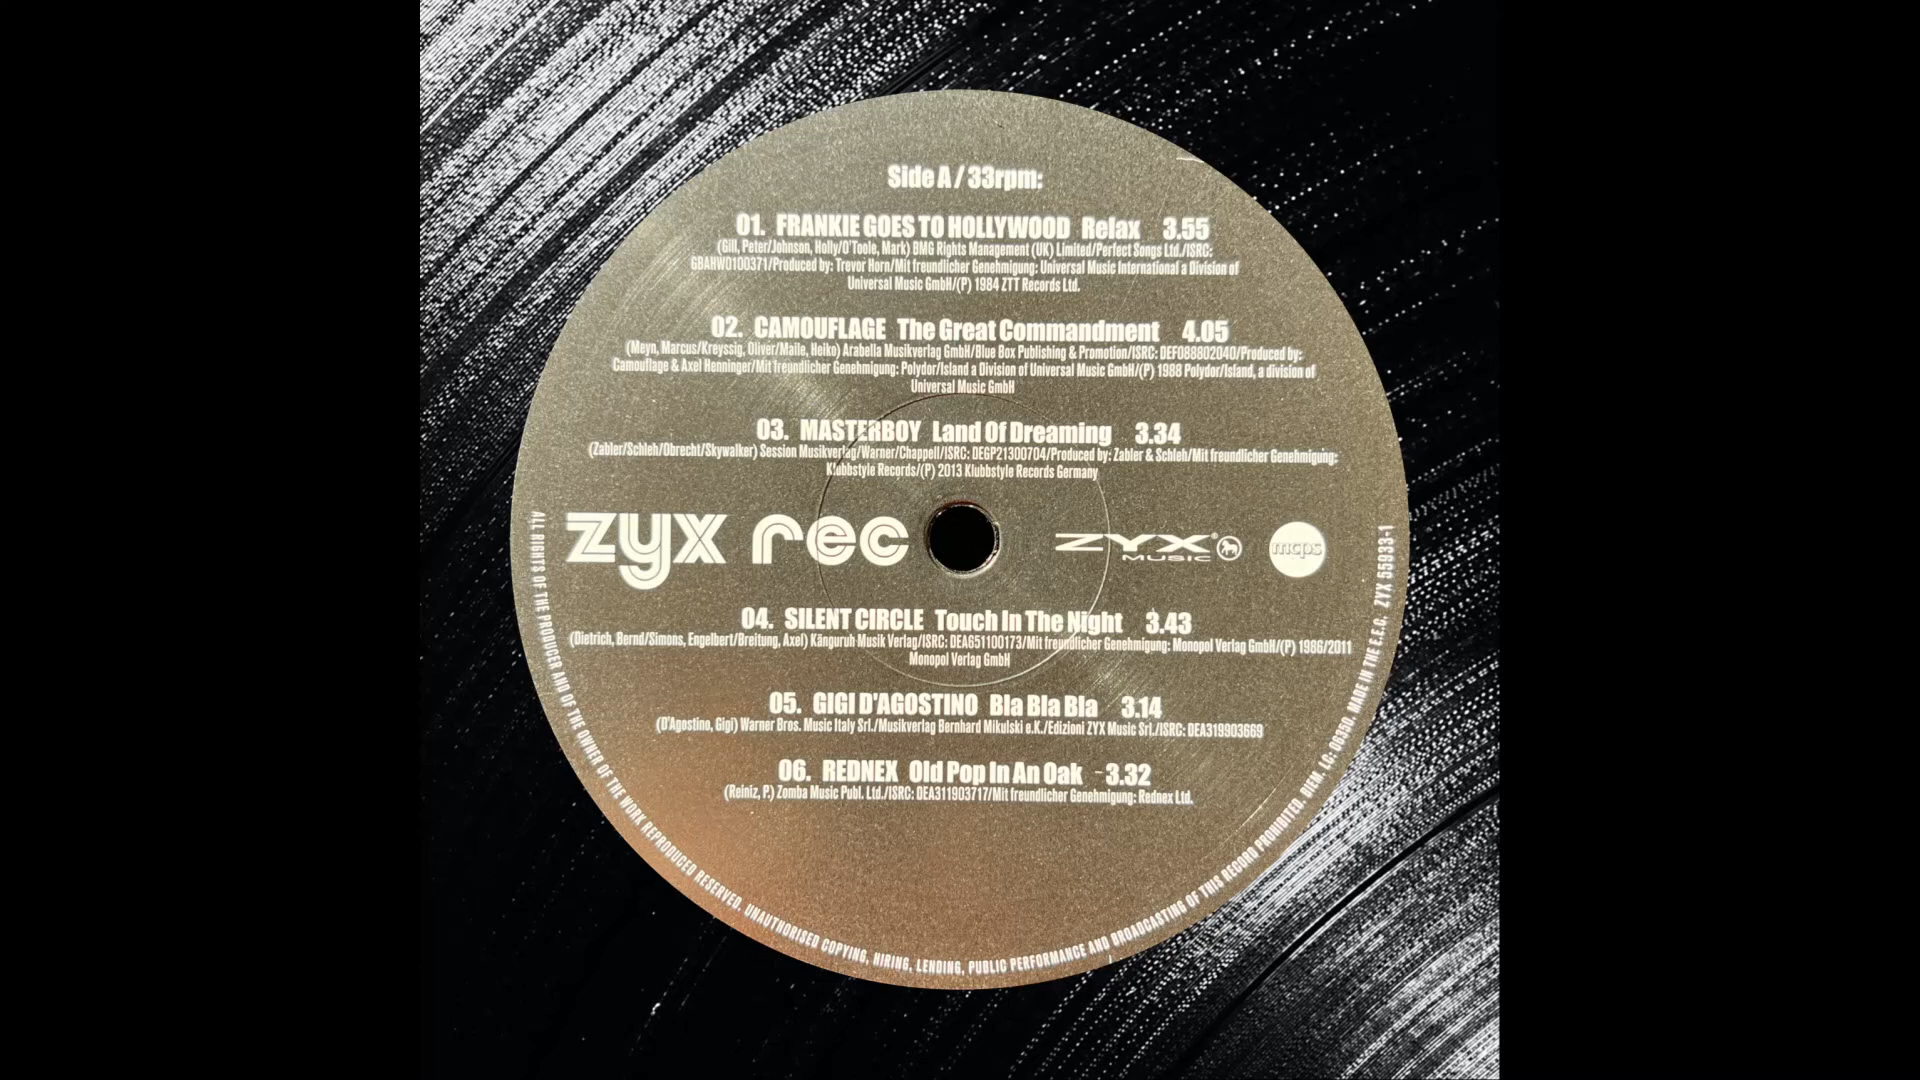 Side A / 33rpm:
01. FRANKIE GOES TO HOLLYWOOD Relax 3.55
(Gill, Peter/Johnson, Holly/O'Toole, Mark) BMG Rights Management (UK) Limited/Perfect Songs Ltd./ISRC:
GBAHW0100371/Produced by: Trevor Horn/Mit freundlicher Genehmigung: Universal Music International a Division of
Universal Music GmbH/(P) 1984 ZTT Records Ltd.
02. CAMOUFLAGE The Great Commandment 4.05
(Meyn, Marcus/Kreyssig, Oliver/Maile, Heiko) Arabella Musikverlag GmbH/Blue Box Publishing & Promotion/ISRC: DEF088802040/Produced by:
Camouflage & Axel Henninger/Mit freundlicher Genehmigung: Polydor/Island a Division of Universal Music GmbH/(P) 1988 Polydor/Island, a division of
Universal Music GmbH
03. MASTERBOY Land Of Dreaming 3.34
(Zabler/Schleh/Obrecht/Skywalker) Session Musikverlag/Warner/Chappell/ISRC: DE6P21300704/Produced by: Zabler & Schleh/Mit freundlicher Genehmigung:
Klubbstyle Records/(P) 2013 Klubbstyle Records Germany
zyx rec
ZYX®
MUSIC
mcps
04. SILENT CIRCLE Touch In The Night 3.43
(Dietrich, Bernd/Simons, Engelbert/Breitung, Axel) Känguruh Musik Verlag/ISRC: DEA651100173/Mit freundlicher Genehmigung: Monopol Verlag GmbH/(P) 1986/2011
Monopol Verlag GmbH
05. GIGI D'AGOSTINO Bla Bla Bla 3.14
(D'Agostino, Gigi) Warner Bros. Music Italy Srl./Musikverlag Bernhard Mikulski e.K./Edizioni ZYX Music Srl./ISRC: DEA319903669
06. REDNEX Old Pop In An Oak 3.32
(Reiniz, P.) Zomba Music Publ. Ltd./ISRC: DEA311903717/Mit freundlicher Genehmigung: Rednex Ltd.
ALL RIGHTS OF THE PRODUCER AND OF THE OWNER OF THE WORK REPRODUCED RESERVED. UNAUTHORISED COPYING, HIRING, LENDING, PUBLIC PERFORMANCE AND BROADCASTING OF THIS RECORD PROHIBITED. BIEM. LC: 06350. MADE IN THE E.E.C. ZYX 55933-1